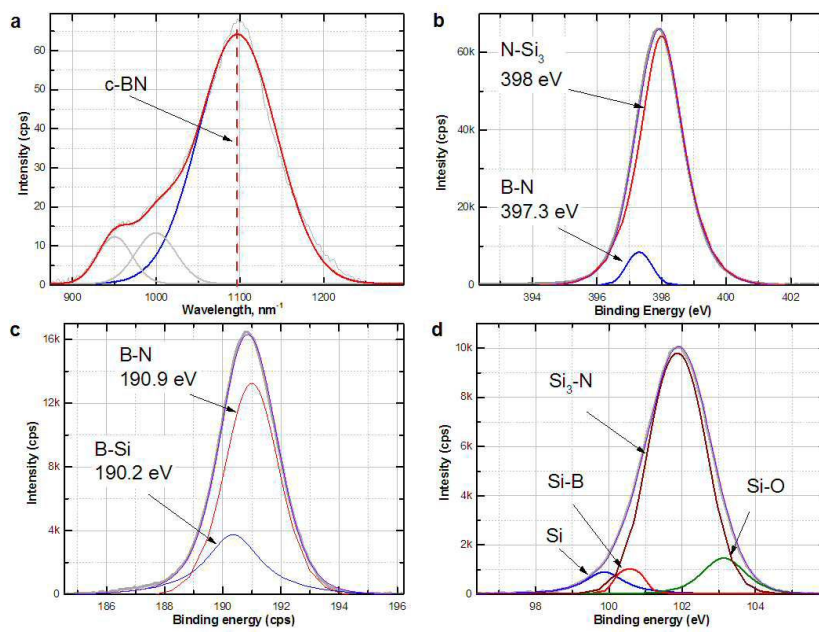 a
c-BN
Intensity (cps)
60
50
40
30
20
10
0
900 1000 1100 1200
Wavelength, nm⁻¹
b
N-Si₃
398 eV
B-N
397.3 eV
Intesity (cps)
60k
40k
20k
0
394 396 398 400 402
Binding Energy (eV)
c
B-N
190.9 eV
B-Si
190.2 eV
Intensity (cps)
16k
12k
8k
4k
0
186 188 190 192 194 196
Binding energy (cps)
d
Si₃-N
Si-B
Si-O
Si
Intesity (cps)
10k
8k
6k
4k
2k
0
98 100 102 104
Binding energy (eV)